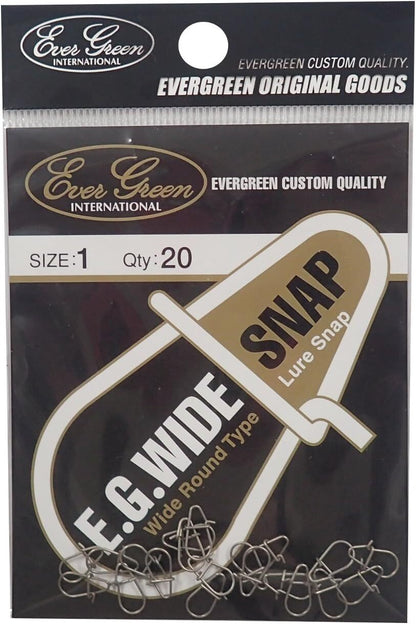 Ever Green
INTERNATIONAL
EVERGREEN CUSTOM QUALITY.
EVERGREEN ORIGINAL GOODS
Ever Green
INTERNATIONAL
EVERGREEN CUSTOM QUALITY
SIZE:1 Qty:20
E.G.WIDE
SNAP
Wide Round Type
Lure Snap